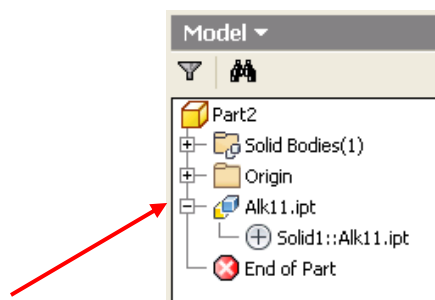 Model
Part2
Solid Bodies(1)
Origin
Alk11.ipt
Solid1::Alk11.ipt
End of Part